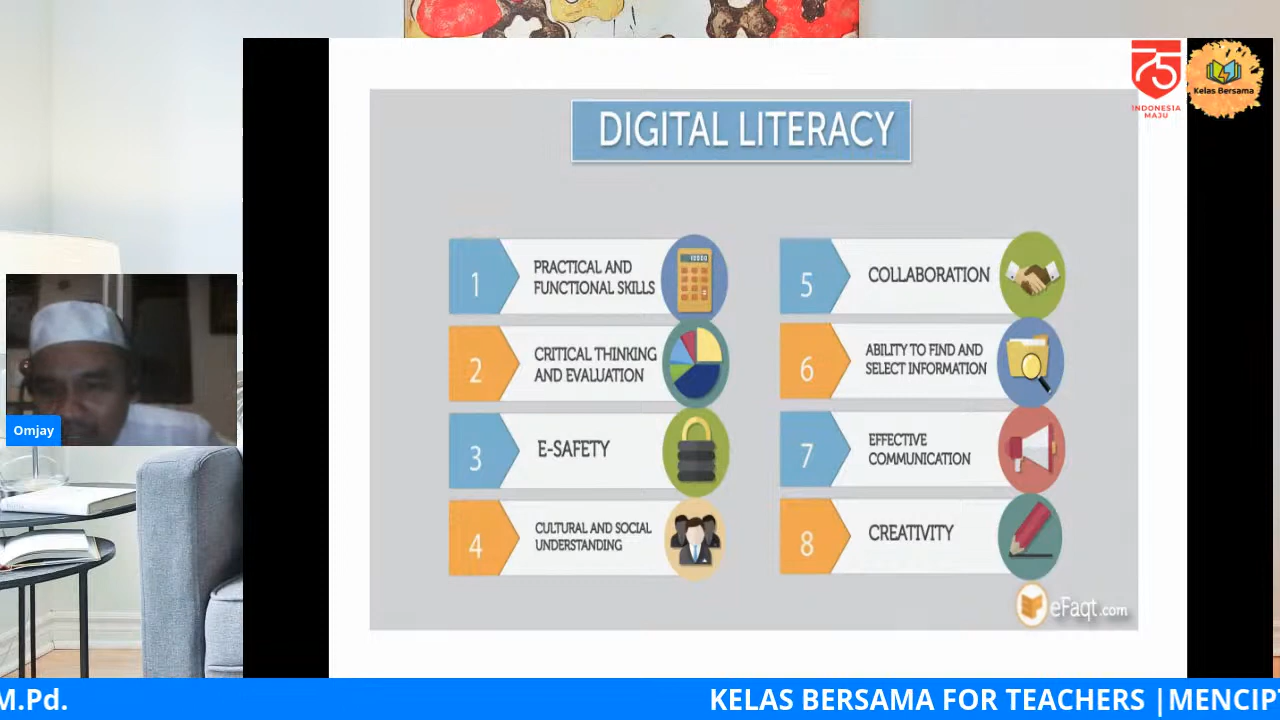 75
INDONESIA
MAJU
Kelas Bersama
DIGITAL LITERACY
1
PRACTICAL AND
FUNCTIONAL SKILLS
2
CRITICAL THINKING
AND EVALUATION
3
E-SAFETY
4
CULTURAL AND SOCIAL
UNDERSTANDING
5
COLLABORATION
6
ABILITY TO FIND AND
SELECT INFORMATION
7
EFFECTIVE
COMMUNICATION
8
CREATIVITY
eFaqt.com
Omjay
M.Pd.
KELAS BERSAMA FOR TEACHERS |MENCIPT